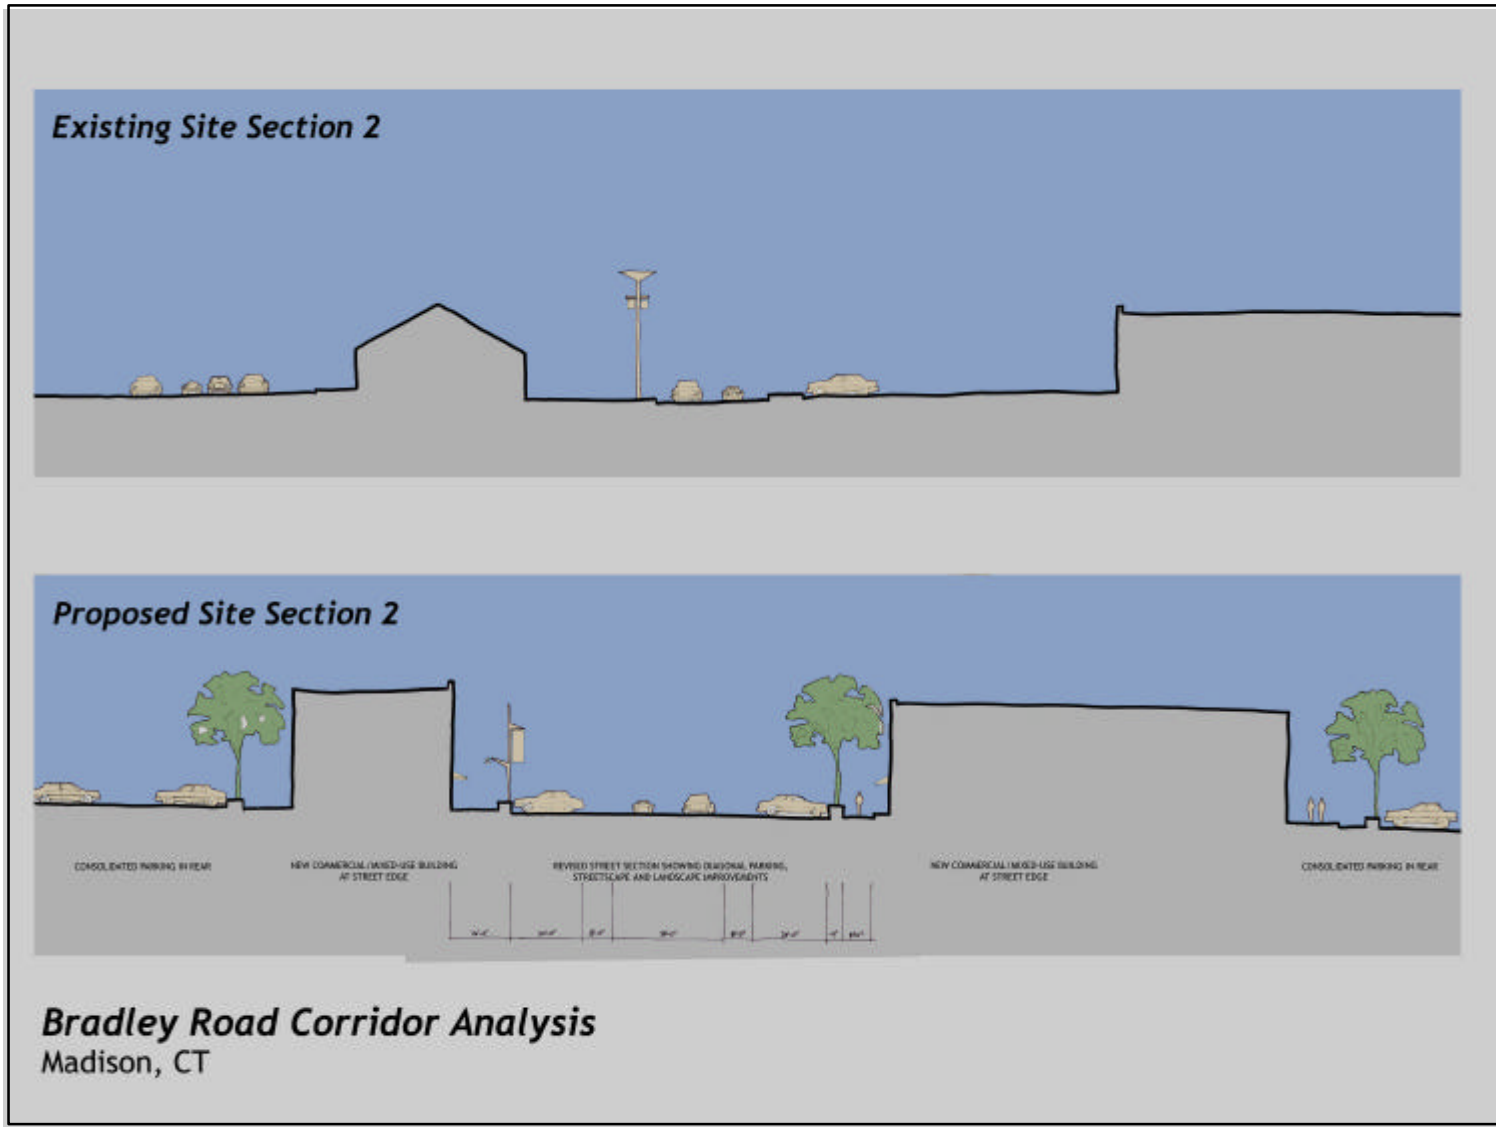 Existing Site Section 2
Proposed Site Section 2
CONSOLIDATED PARKING IN REAR
NEW COMMERCIAL/MIXED-USE BUILDING
AT STREET EDGE
REVISED STREET SECTION SHOWING DIAGONAL PARKING,
STREETSCAPE AND LANDSCAPE IMPROVEMENTS
NEW COMMERCIAL/MIXED-USE BUILDING
AT STREET EDGE
CONSOLIDATED PARKING IN REAR
Bradley Road Corridor Analysis
Madison, CT